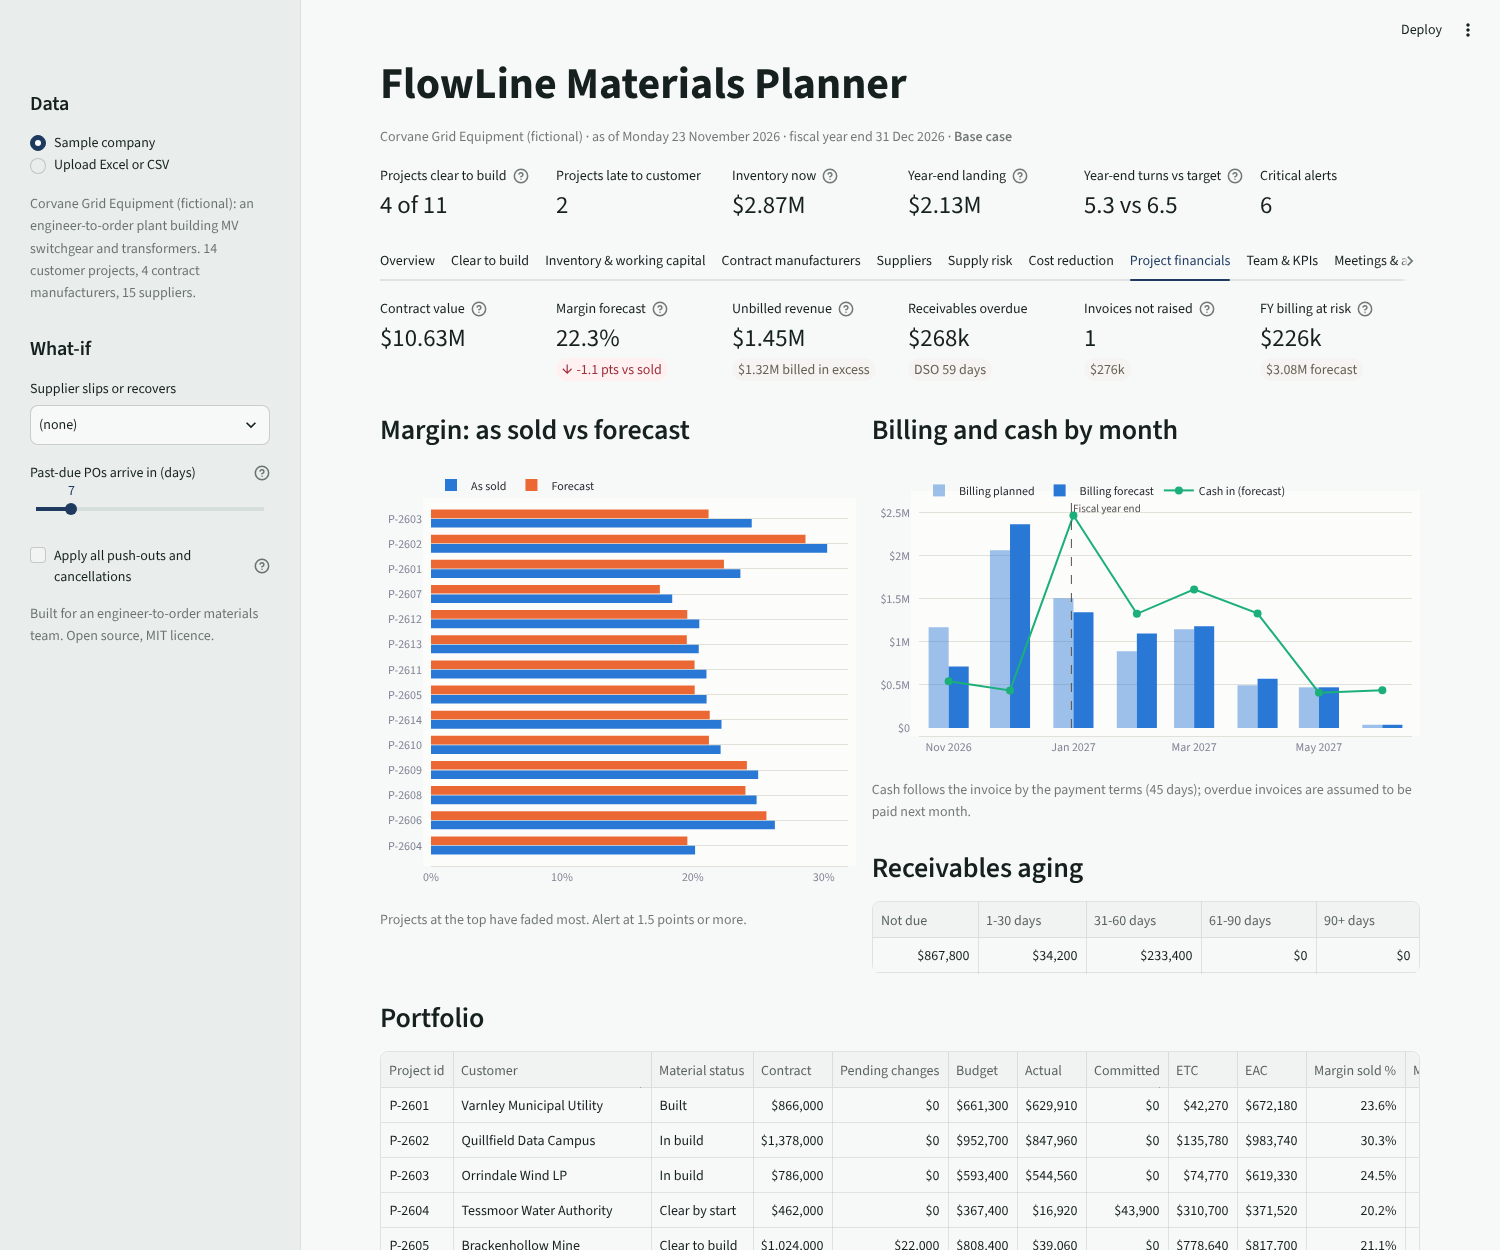 Deploy
Data
Sample company
Upload Excel or CSV
Corvane Grid Equipment (fictional): an
engineer-to-order plant building MV
switchgear and transformers. 14
customer projects, 4 contract
manufacturers, 15 suppliers.
What-if
Supplier slips or recovers
(none)
Past-due POs arrive in (days)
7
Apply all push-outs and
cancellations
Built for an engineer-to-order materials
team. Open source, MIT licence.
FlowLine Materials Planner
Corvane Grid Equipment (fictional) · as of Monday 23 November 2026 · fiscal year end 31 Dec 2026 · Base case
Projects clear to build Projects late to customer Inventory now Year-end landing Year-end turns vs target Critical alerts
4 of 11 2 $2.87M $2.13M 5.3 vs 6.5 6
Overview Clear to build Inventory & working capital Contract manufacturers Suppliers Supply risk Cost reduction Project financials Team & KPIs Meetings &
Contract value Margin forecast Unbilled revenue Receivables overdue Invoices not raised FY billing at risk
$10.63M 22.3% $1.45M $268k 1 $226k
↓ -1.1 pts vs sold $1.32M billed in excess DSO 59 days $276k $3.08M forecast
Margin: as sold vs forecast
As sold Forecast
P-2603
P-2602
P-2601
P-2607
P-2612
P-2613
P-2611
P-2605
P-2614
P-2610
P-2609
P-2608
P-2606
P-2604
0% 10% 20% 30%
Projects at the top have faded most. Alert at 1.5 points or more.
Billing and cash by month
Billing planned Billing forecast Cash in (forecast)
Fiscal year end
$2.5M
$2M
$1.5M
$1M
$0.5M
$0
Nov 2026 Jan 2027 Mar 2027 May 2027
Cash follows the invoice by the payment terms (45 days); overdue invoices are assumed to be
paid next month.
Receivables aging
Not due 1-30 days 31-60 days 61-90 days 90+ days
$867,800 $34,200 $233,400 $0 $0
Portfolio
Project id Customer Material status Contract Pending changes Budget Actual Committed ETC EAC Margin sold %
P-2601 Varnley Municipal Utility Built $866,000 $0 $661,300 $629,910 $0 $42,270 $672,180 23.6%
P-2602 Quillfield Data Campus In build $1,378,000 $0 $952,700 $847,960 $0 $135,780 $983,740 30.3%
P-2603 Orrindale Wind LP In build $786,000 $0 $593,400 $544,560 $0 $74,770 $619,330 24.5%
P-2604 Tessmoor Water Authority Clear by start $462,000 $0 $367,400 $16,920 $43,900 $310,700 $371,520 20.2%
P-2605 Brackenhollow Mine Clear to build $1,024,000 $22,000 $808,400 $39,060 $0 $778,640 $817,700 21.1%